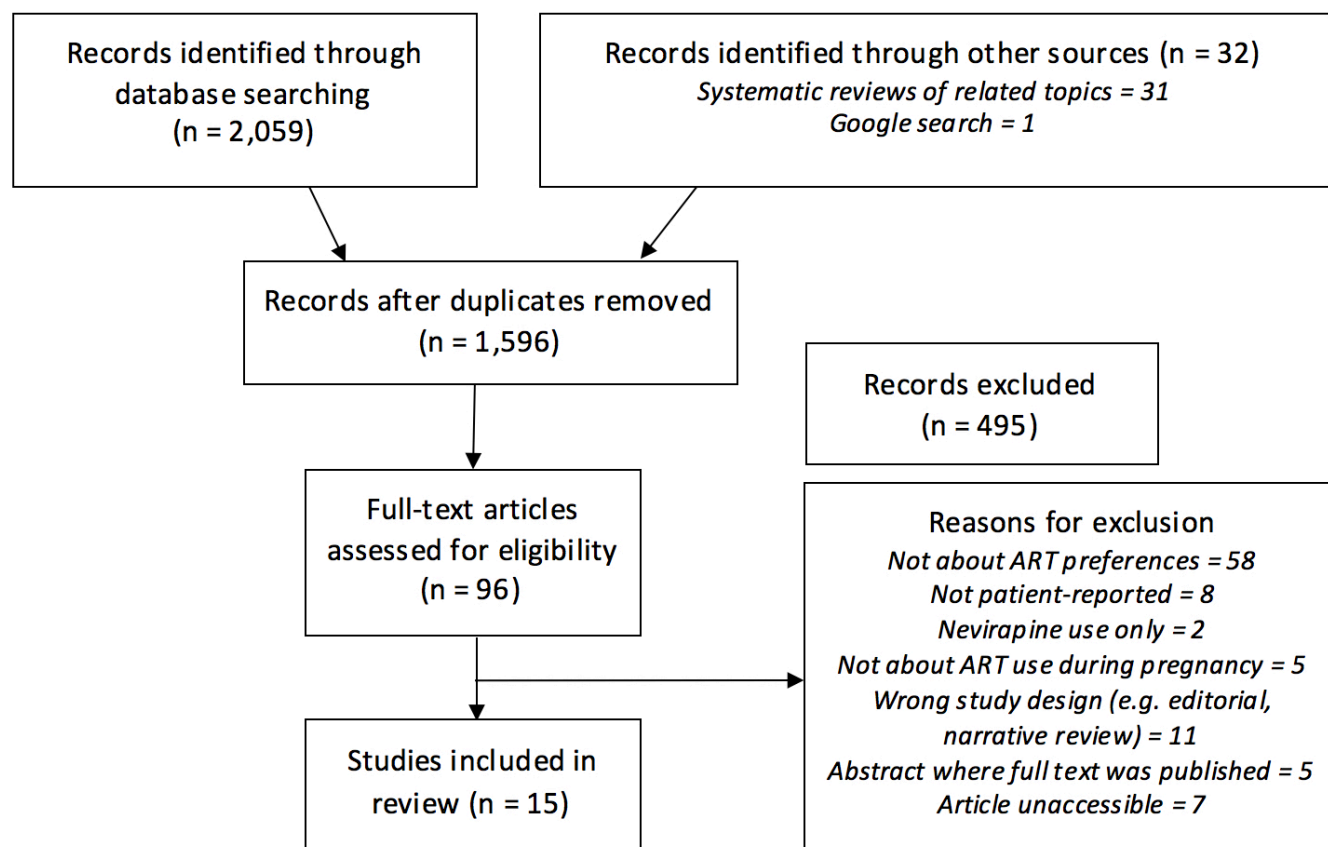 Records identified through
database searching
(n = 2,059)
Records identified through other sources (n = 32)
Systematic reviews of related topics = 31
Google search = 1
Records after duplicates removed
(n = 1,596)
Records excluded
(n = 495)
Full-text articles
assessed for eligibility
(n = 96)
Reasons for exclusion
Not about ART preferences = 58
Not patient-reported = 8
Nevirapine use only = 2
Not about ART use during pregnancy = 5
Wrong study design (e.g. editorial,
narrative review) = 11
Abstract where full text was published = 5
Article unaccessible = 7
Studies included in
review (n = 15)